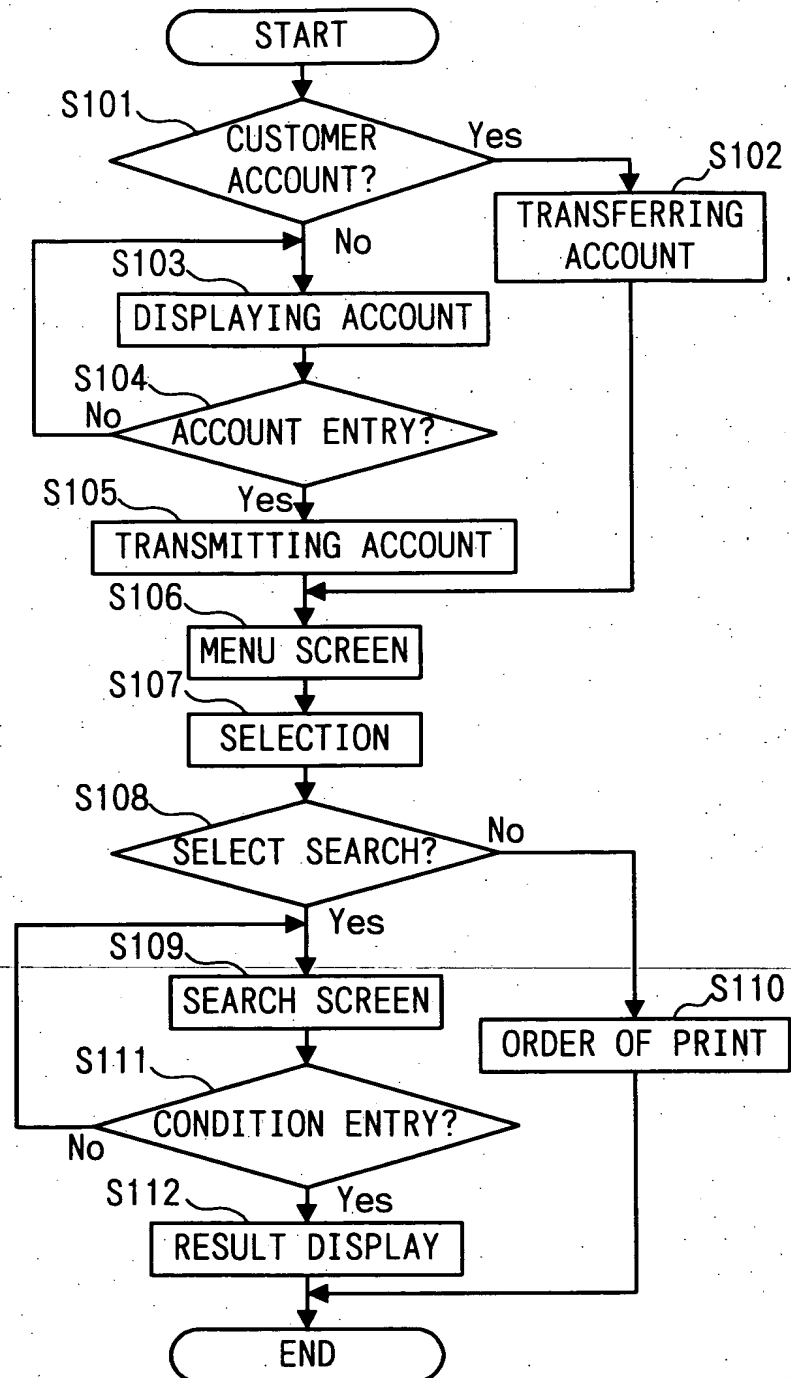 START
S101
CUSTOMER
ACCOUNT?
Yes
S102
TRANSFERRING
ACCOUNT
No
S103
DISPLAYING ACCOUNT
S104
No
ACCOUNT ENTRY?
S105
Yes
TRANSMITTING ACCOUNT
S106
MENU SCREEN
S107
SELECTION
S108
SELECT SEARCH?
No
Yes
S109
SEARCH SCREEN
S110
ORDER OF PRINT
S111
CONDITION ENTRY?
No
S112
Yes
RESULT DISPLAY
END